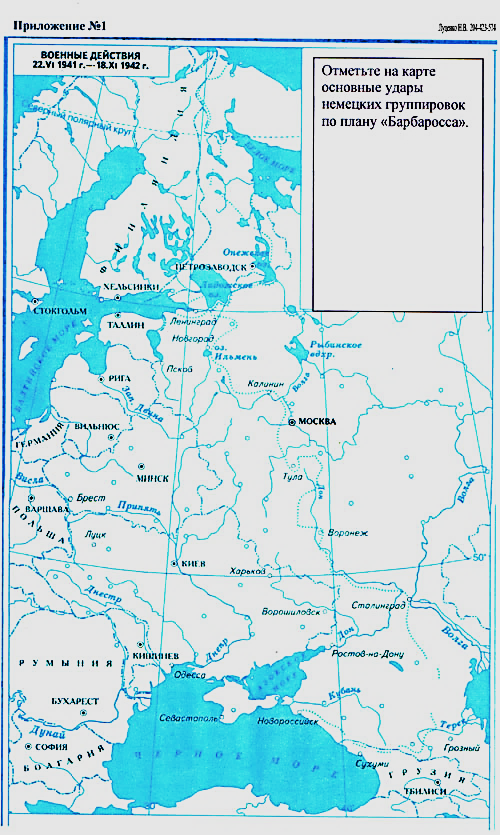 Приложение №1
ВОЕННЫЕ ДЕЙСТВИЯ
22.VI 1941 г.—18.XI 1942 г.
Отметьте на карте
основные удары
немецких группировок
по плану «Барбаросса».
Северный полярный круг
БЕЛОЕ МОРЕ
ФИНЛЯНДИЯ
Онежское
ПЕТРОЗАВОДСК
Ладожское
оз.
ХЕЛЬСИНКИ
СТОКГОЛЬМ
ТАЛЛИН
Ленинград
Новгород
оз.
Ильмень
Рыбинское
вдхр.
БАЛТИЙСКОЕ МОРЕ
Псков
РИГА
Зап. Двина
Калинин
Волга
МОСКВА
ГЕРМАНИЯ
ВИЛЬНЮС
МИНСК
Тула
Дон
Волга
Висла
ВАРШАВА
Брест
Припять
ПОЛЬША
Луцк
Воронеж
КИЕВ
50°
Харьков
Днестр
Ворошиловск
Сталинград
Волга
Днепр
Дон
КИШИНЕВ
Ростов-на-Дону
РУМЫНИЯ
Одесса
АЗОВСКОЕ
МОРЕ
Кубань
БУХАРЕСТ
Севастополь
Новороссийск
Терек
Дунай
Грозный
СОФИЯ
БОЛГАРИЯ
ЧЕРНОЕ МОРЕ
Сухуми
ГРУЗИЯ
ТБИЛИСИ